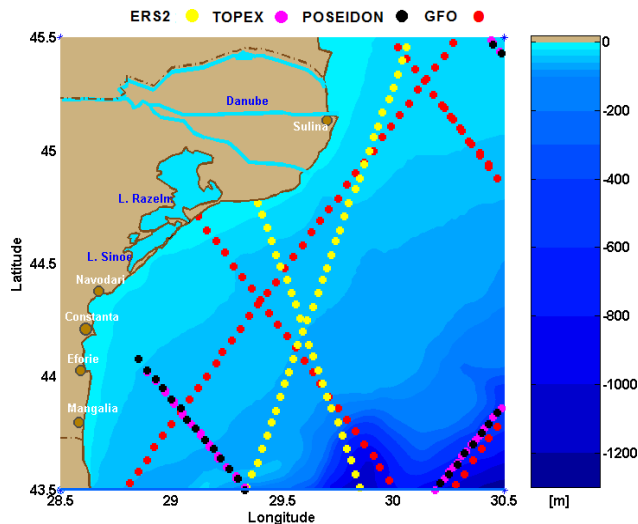 ERS2 TOPEX POSEIDON GFO
45.5
45
44.5
44
43.5
Latitude
28.5 29 29.5 30 30.5
Longitude
Danube
Sulina
L. Razelm
L. Sinoe
Navodari
Constanta
Eforie
Mangalia
0
-200
-400
-600
-800
-1000
-1200
[m]